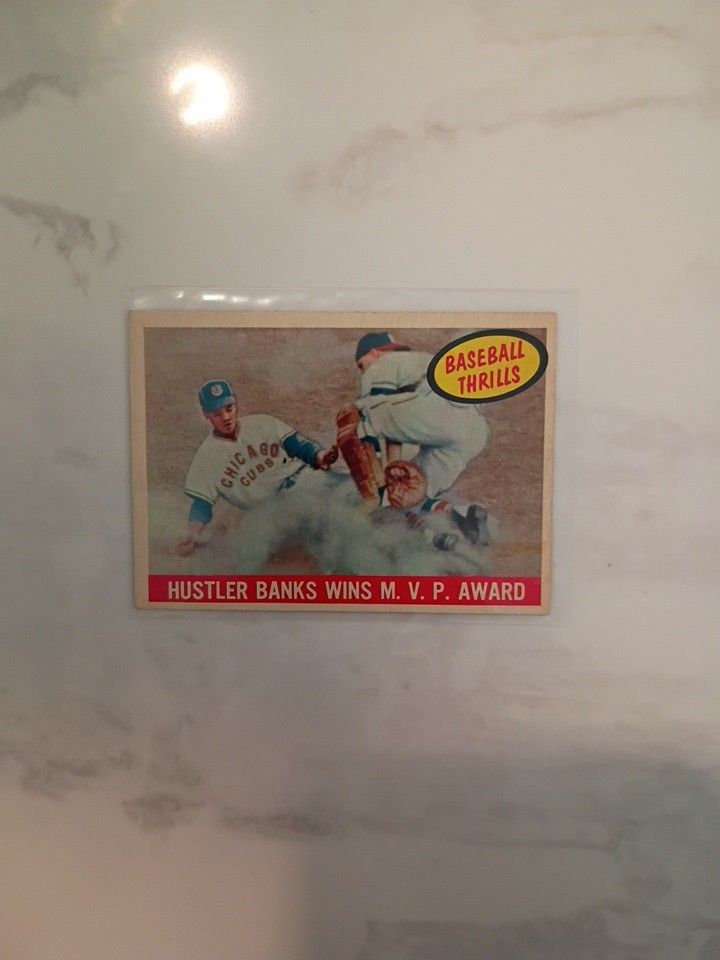 BASEBALL
THRILLS
C
CHICAGO
CUBS
HUSTLER BANKS WINS M. V. P. AWARD